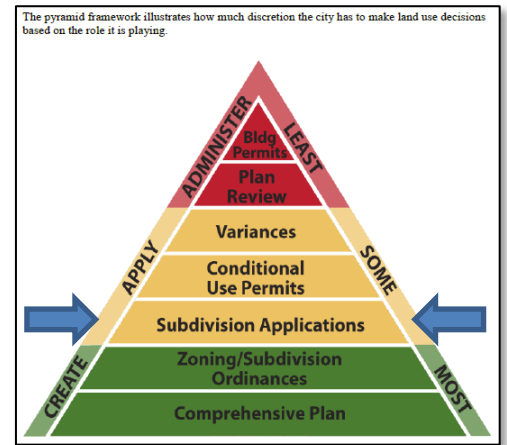 The pyramid framework illustrates how much discretion the city has to make land use decisions
based on the role it is playing.
ADMINISTER
LEAST
Bldg
Permits
Plan
Review
Variances
APPLY
SOME
Conditional
Use Permits
Subdivision Applications
Zoning/Subdivision
Ordinances
CREATE
MOST
Comprehensive Plan